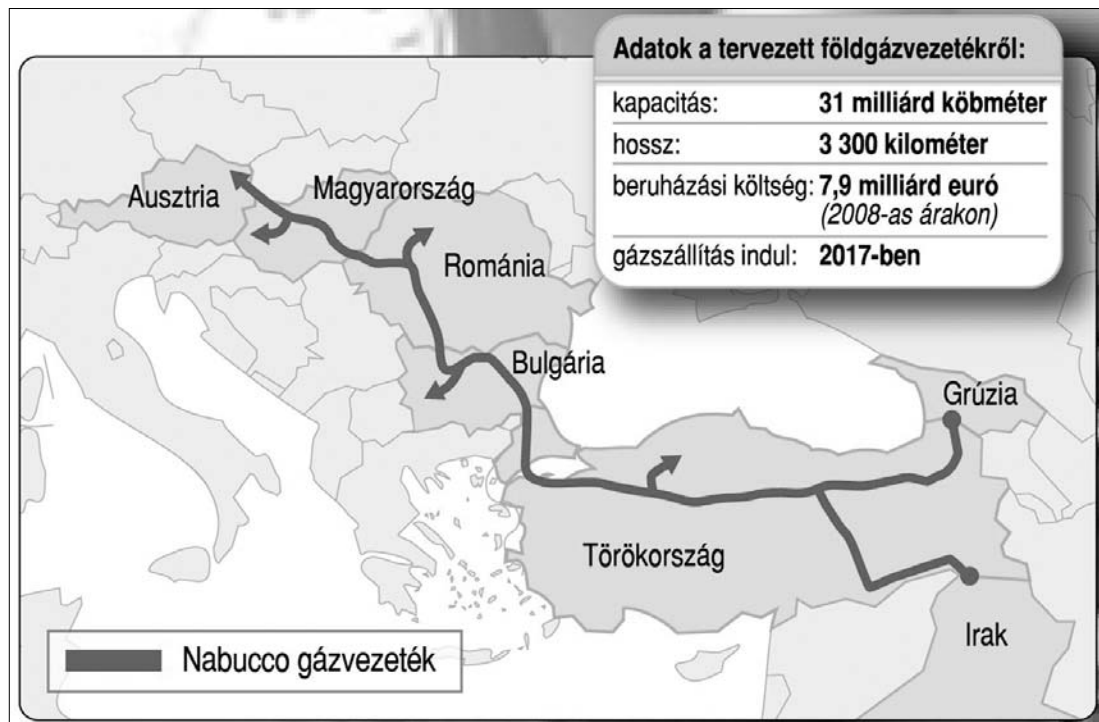 Adatok a tervezett földgázvezetékről:
kapacitás: 31 milliárd köbméter
hossz: 3 300 kilométer
beruházási költség: 7,9 milliárd euró
(2008-as árakon)
gázszállítás indul: 2017-ben
Ausztria
Magyarország
Románia
Bulgária
Grúzia
Törökország
Irak
Nabucco gázvezeték